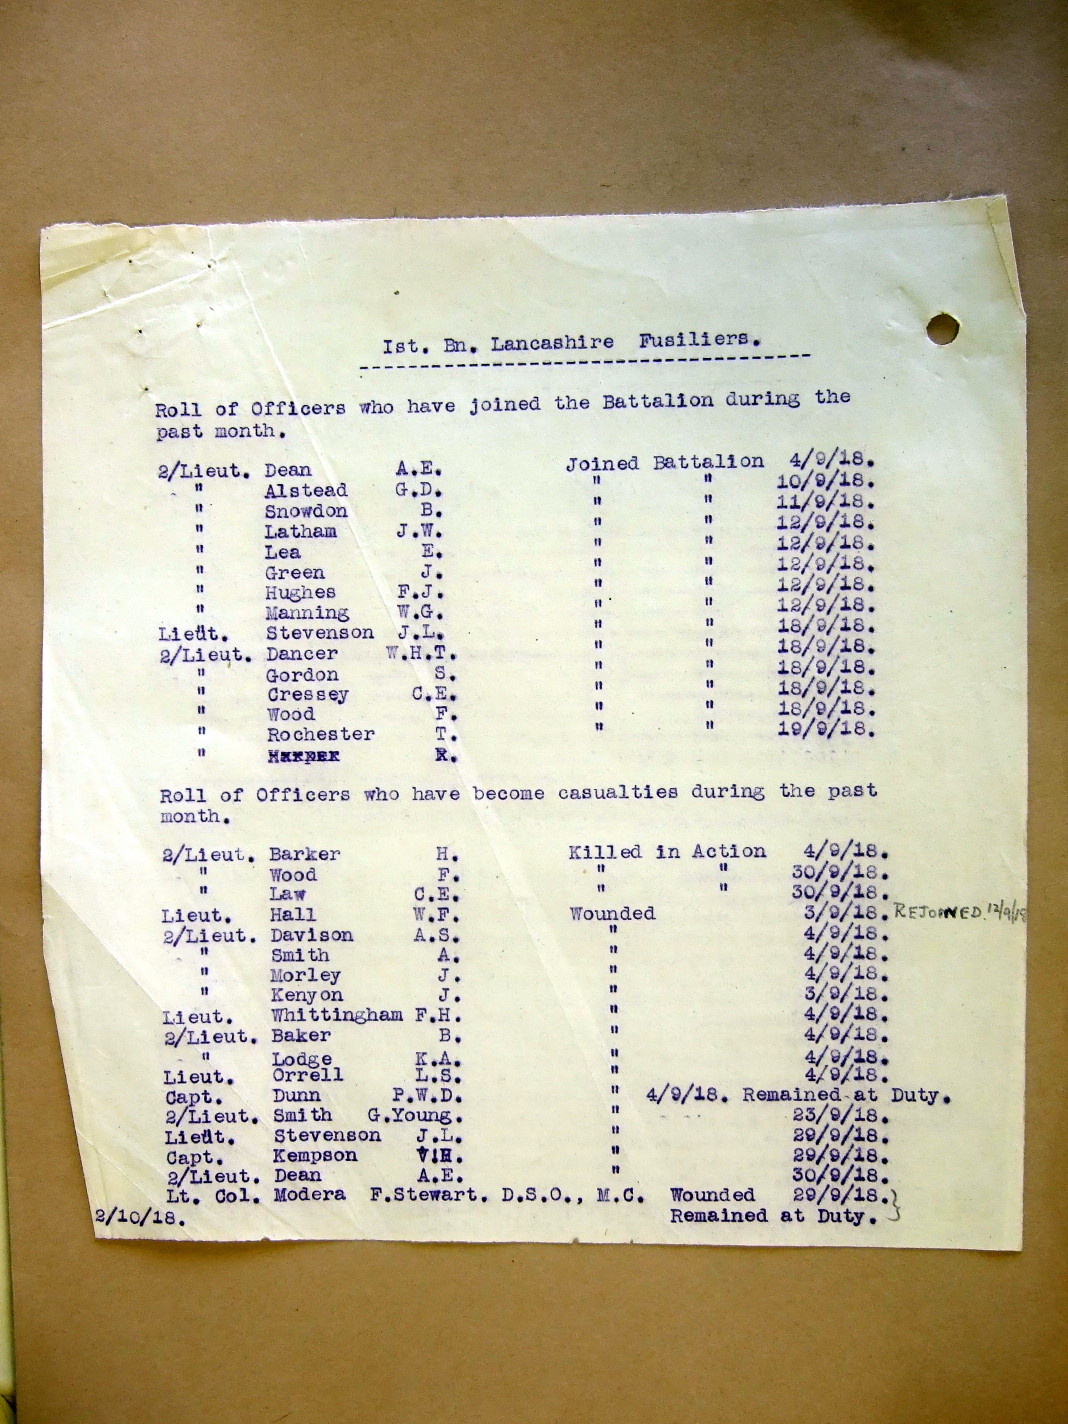 Ist. Bn. Lancashire Fusiliers.
Roll of Officers who have joined the Battalion during the
past month.
2/Lieut. Dean A.E. Joined Battalion 4/9/18.
" Alstead G.D. " " 10/9/18.
" Snowdon B. " " 11/9/18.
" Latham J.W. " " 12/9/18.
" Lea E. " " 12/9/18.
" Green J. " " 12/9/18.
" Hughes F.J. " " 12/9/18.
" Manning W.G. " " 12/9/18.
Lieut. Stevenson J.L. " " 18/9/18.
2/Lieut. Dancer W.H.T. " " 18/9/18.
" Gordon S. " " 18/9/18.
" Cressey C.E. " " 18/9/18.
" Wood F. " " 18/9/18.
" Rochester T. " " 19/9/18.
"
Roll of Officers who have become casualties during the past
month.
2/Lieut. Barker H. Killed in Action 4/9/18.
" Wood F. " " 30/9/18.
" Law C.E. " " 30/9/18.
Lieut. Hall W.F. Wounded 3/9/18. REJOINED. 12/9/18
2/Lieut. Davison A.S. " 4/9/18.
" Smith A. " 4/9/18.
" Morley J. " 4/9/18.
" Kenyon J. " 3/9/18.
Lieut. Whittingham F.H. " 4/9/18.
2/Lieut. Baker B. " 4/9/18.
" Lodge K.A. " 4/9/18.
Lieut. Orrell L.S. " 4/9/18.
Capt. Dunn P.W.D. " 4/9/18. Remained at Duty.
2/Lieut. Smith G.Young. " 23/9/18.
Lieut. Stevenson J.L. " 29/9/18.
Capt. Kempson " 29/9/18.
2/Lieut. Dean A.E. " 30/9/18.
Lt. Col. Modera F.Stewart. D.S.O., M.C. Wounded 29/9/18.
2/10/18. Remained at Duty.